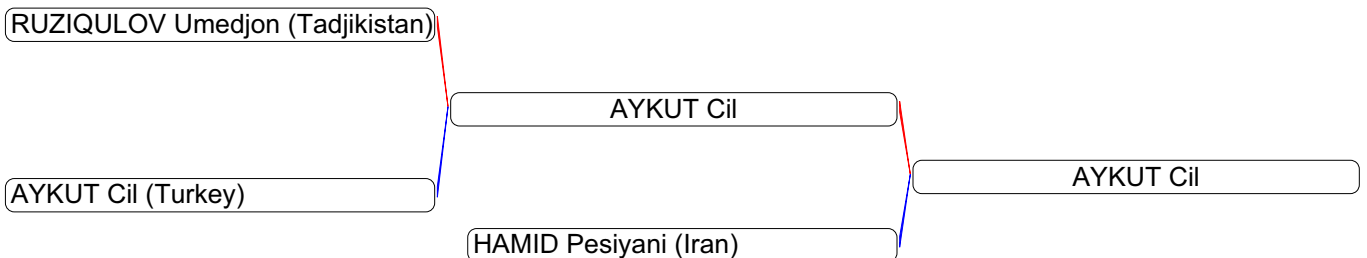 RUZIQULOV Umedjon (Tadjikistan)
AYKUT Cil
AYKUT Cil
AYKUT Cil (Turkey)
HAMID Pesiyani (Iran)